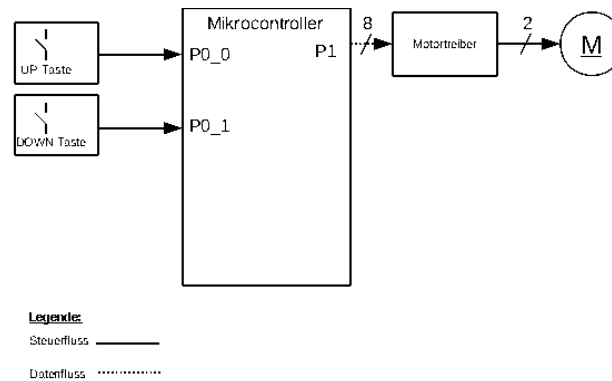 Mikrocontroller
8
2
UP Taste
P0_0
P1
Motortreiber
M
DOWN Taste
P0_1
Legende:
Steuerfluss
Datenfluss